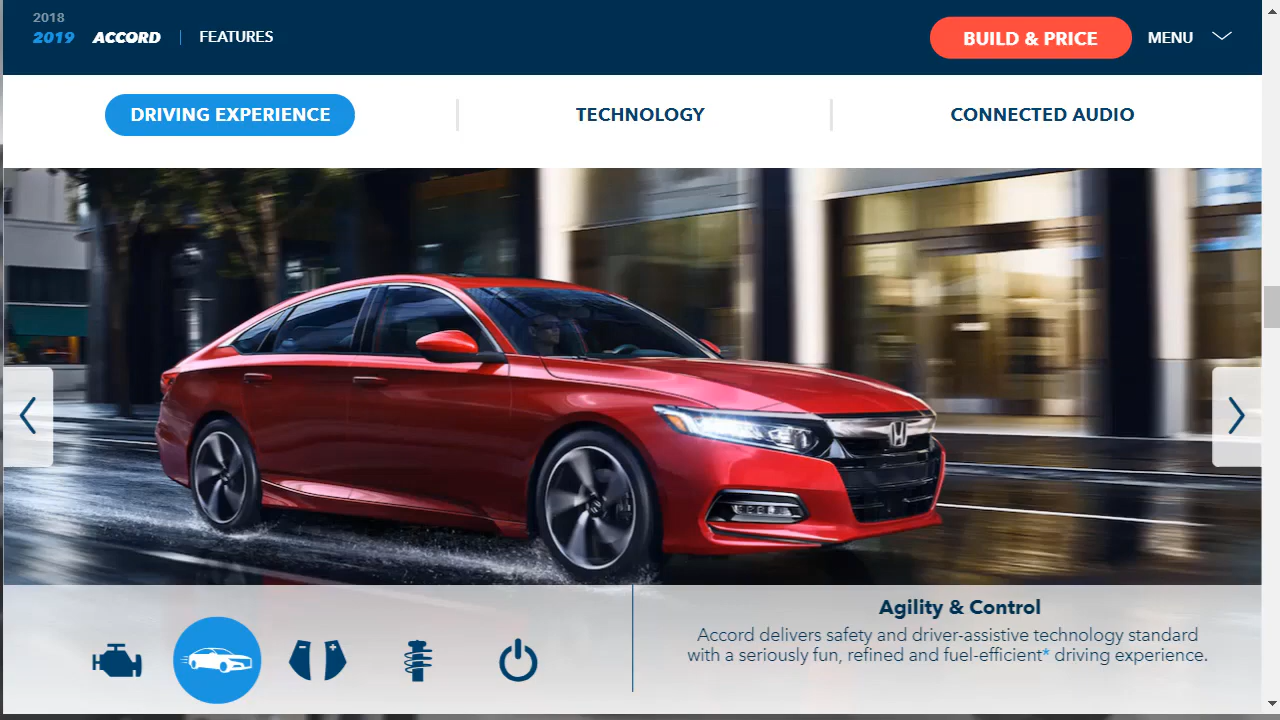 2018
2019 ACCORD | FEATURES
BUILD & PRICE
MENU
DRIVING EXPERIENCE
TECHNOLOGY
CONNECTED AUDIO
Agility & Control
Accord delivers safety and driver-assistive technology standard
with a seriously fun, refined and fuel-efficient* driving experience.